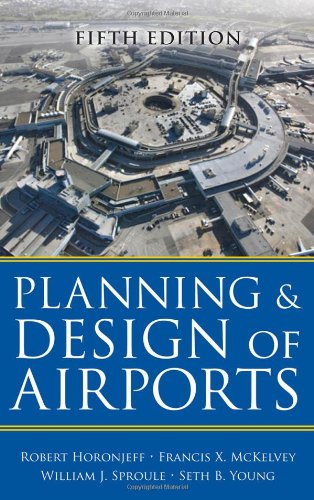 FIFTH EDITION
PLANNING &
DESIGN OF
AIRPORTS
ROBERT HORONJEFF · FRANCIS X. MCKELVEY
WILLIAM J. SPROULE · SETH B. YOUNG